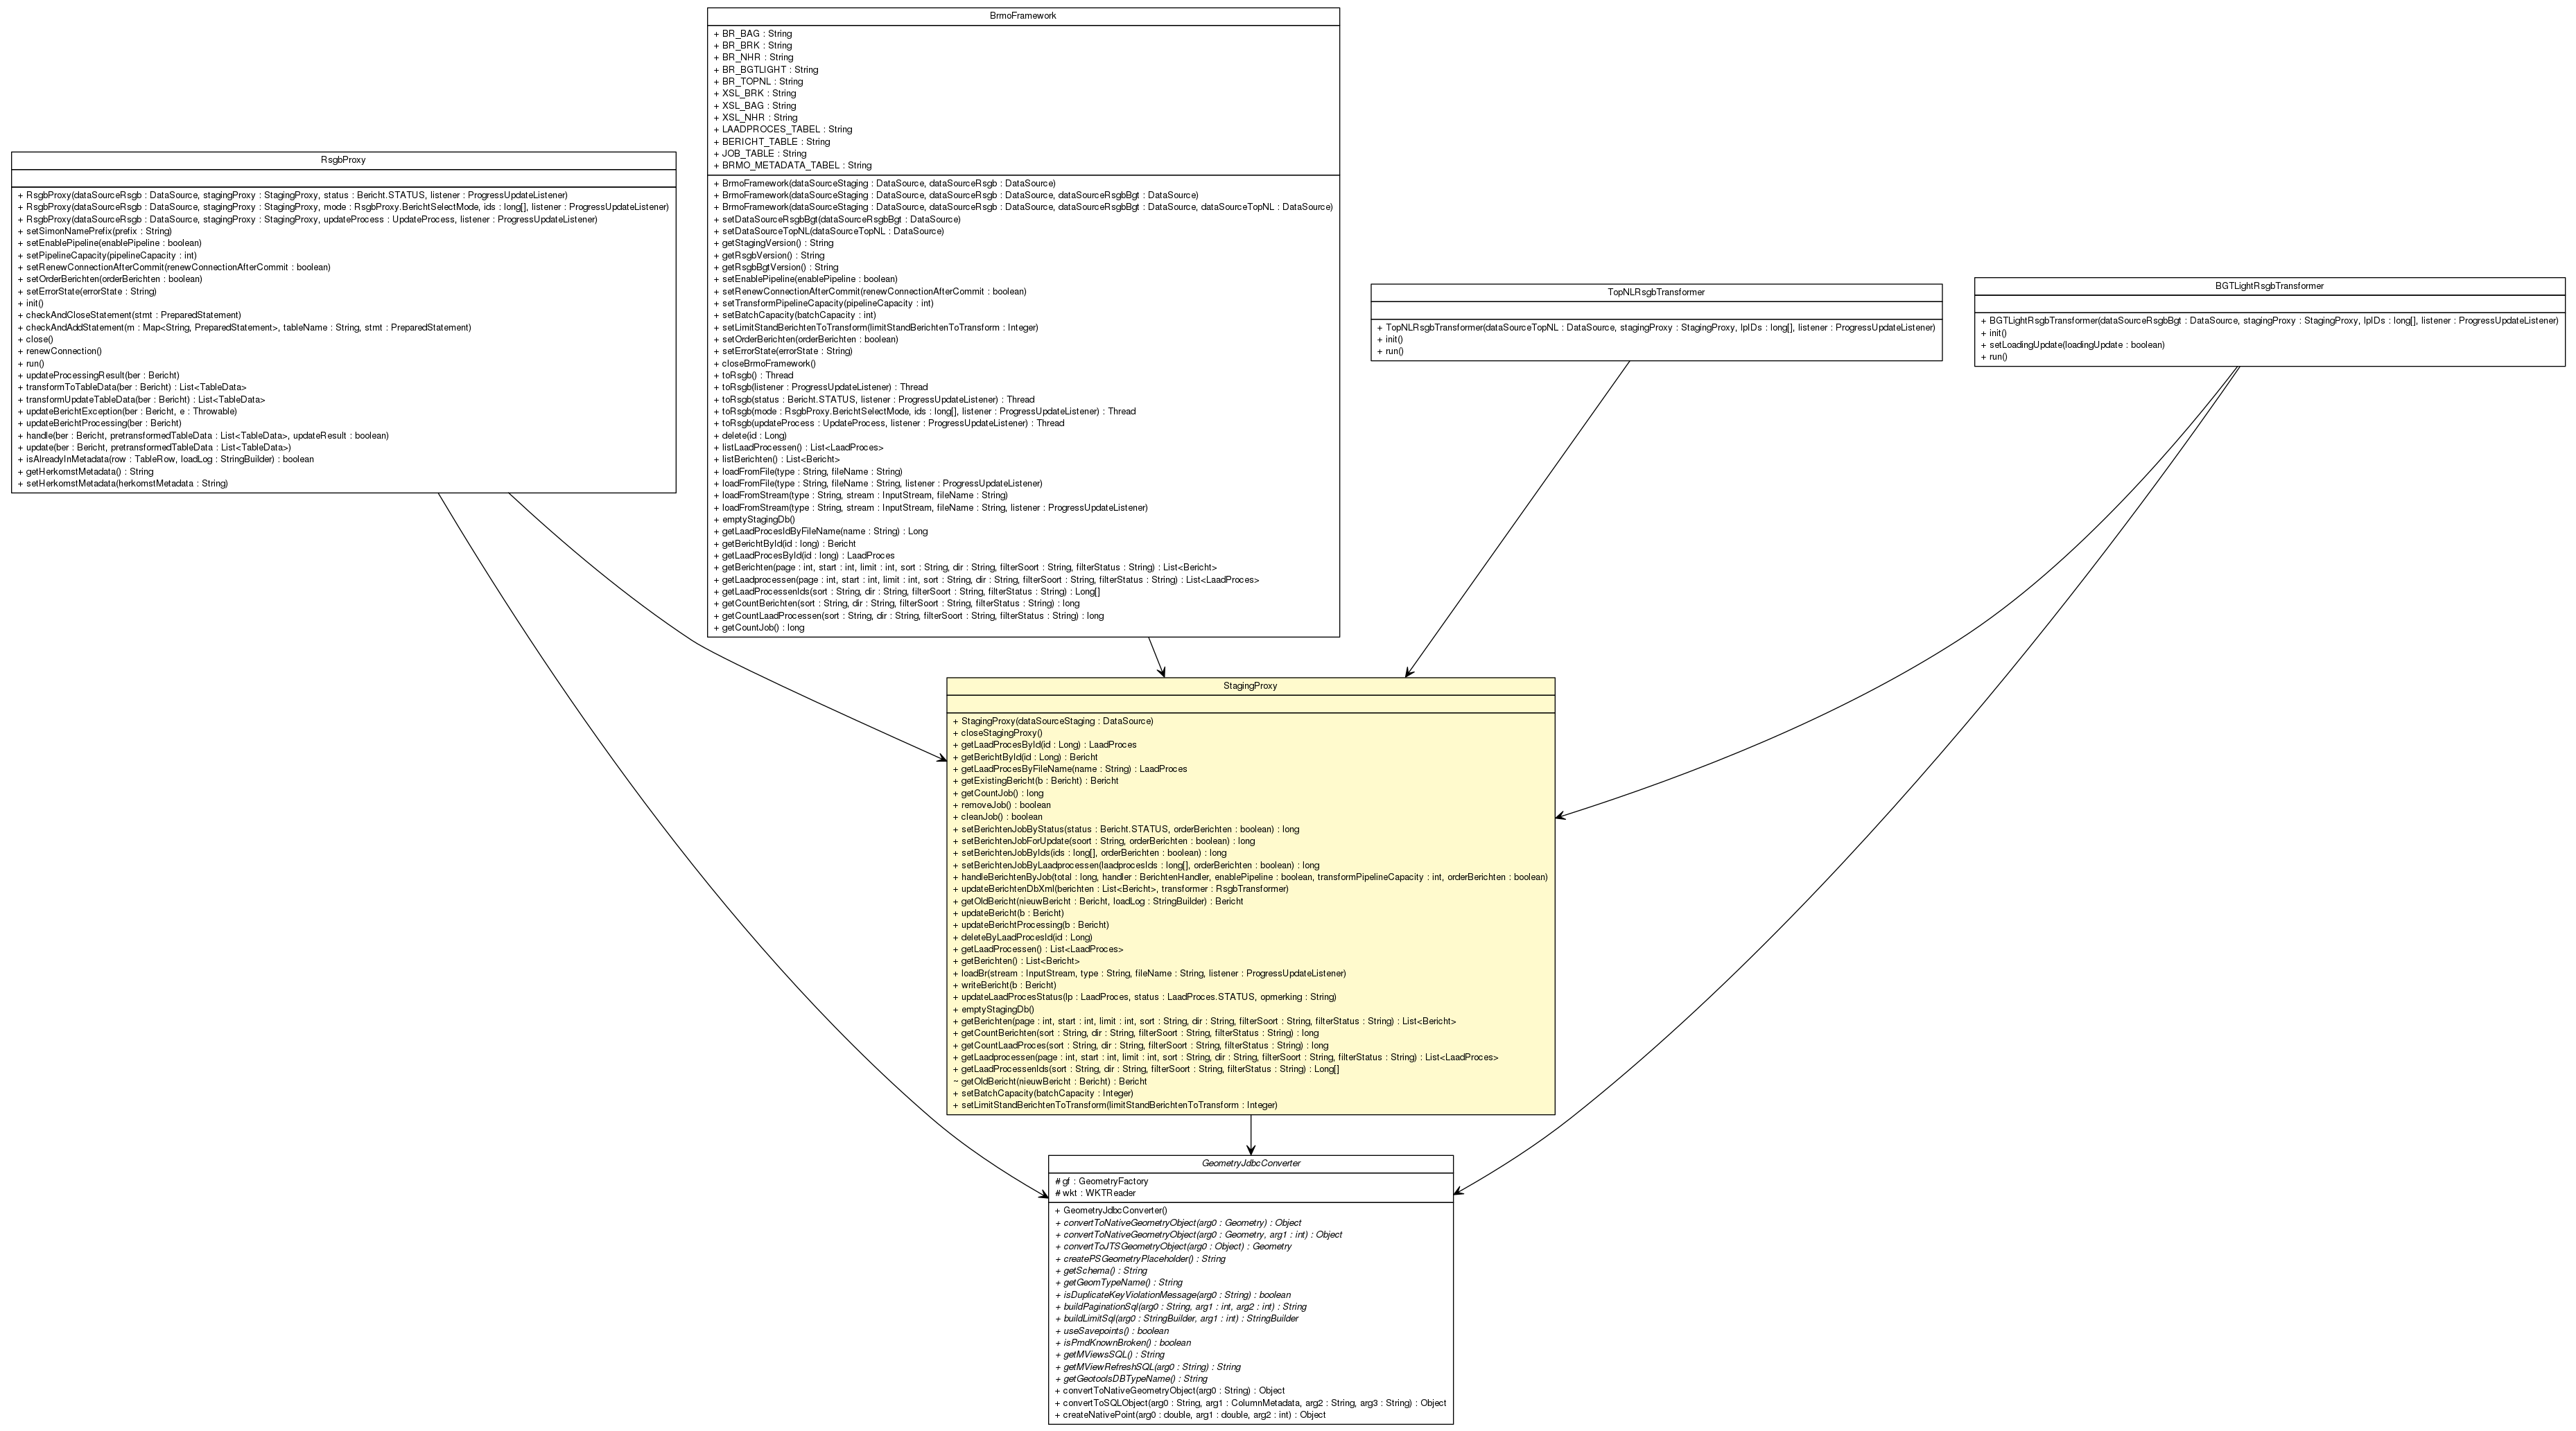 BrmoFramework
+ BR_BAG : String
+ BR_BRK : String
+ BR_NHR : String
+ BR_BGTLIGHT : String
+ BR_TOPNL : String
+ XSL_BRK : String
+ XSL_BAG : String
+ XSL_NHR : String
+ LAADPROCES_TABEL : String
+ BERICHT_TABLE : String
+ JOB_TABLE : String
+ BRMO_METADATA_TABEL : String
+ BrmoFramework(dataSourceStaging : DataSource, dataSourceRsgb : DataSource)
+ BrmoFramework(dataSourceStaging : DataSource, dataSourceRsgb : DataSource, dataSourceRsgbBgt : DataSource)
+ BrmoFramework(dataSourceStaging : DataSource, dataSourceRsgb : DataSource, dataSourceRsgbBgt : DataSource, dataSourceTopNL : DataSource)
+ setDataSourceRsgbBgt(dataSourceRsgbBgt : DataSource)
+ setDataSourceTopNL(dataSourceTopNL : DataSource)
+ getStagingVersion() : String
+ getRsgbVersion() : String
+ getRsgbBgtVersion() : String
+ setEnablePipeline(enablePipeline : boolean)
+ setRenewConnectionAfterCommit(renewConnectionAfterCommit : boolean)
+ setTransformPipelineCapacity(pipelineCapacity : int)
+ setBatchCapacity(batchCapacity : int)
+ setLimitStandBerichtenToTransform(limitStandBerichtenToTransform : Integer)
+ setOrderBerichten(orderBerichten : boolean)
+ setErrorState(errorState : String)
+ closeBrmoFramework()
+ toRsgb() : Thread
+ toRsgb(listener : ProgressUpdateListener) : Thread
+ toRsgb(status : Bericht.STATUS, listener : ProgressUpdateListener) : Thread
+ toRsgb(mode : RsgbProxy.BerichtSelectMode, ids : long[], listener : ProgressUpdateListener) : Thread
+ toRsgb(updateProcess : UpdateProcess, listener : ProgressUpdateListener) : Thread
+ delete(id : Long)
+ listLaadProcessen() : List<LaadProces>
+ listBerichten() : List<Bericht>
+ loadFromFile(type : String, fileName : String)
+ loadFromFile(type : String, fileName : String, listener : ProgressUpdateListener)
+ loadFromStream(type : String, stream : InputStream, fileName : String)
+ loadFromStream(type : String, stream : InputStream, fileName : String, listener : ProgressUpdateListener)
+ emptyStagingDb()
+ getLaadProcesIdByFileName(name : String) : Long
+ getBerichtById(id : long) : Bericht
+ getLaadProcesById(id : long) : LaadProces
+ getBerichten(page : int, start : int, limit : int, sort : String, dir : String, filterSoort : String, filterStatus : String) : List<Bericht>
+ getLaadprocessen(page : int, start : int, limit : int, sort : String, dir : String, filterSoort : String, filterStatus : String) : List<LaadProces>
+ getLaadProcessenIds(sort : String, dir : String, filterSoort : String, filterStatus : String) : Long[]
+ getCountBerichten(sort : String, dir : String, filterSoort : String, filterStatus : String) : long
+ getCountLaadProcessen(sort : String, dir : String, filterSoort : String, filterStatus : String) : long
+ getCountJob() : long
RsgbProxy
+ RsgbProxy(dataSourceRsgb : DataSource, stagingProxy : StagingProxy, status : Bericht.STATUS, listener : ProgressUpdateListener)
+ RsgbProxy(dataSourceRsgb : DataSource, stagingProxy : StagingProxy, mode : RsgbProxy.BerichtSelectMode, ids : long[], listener : ProgressUpdateListener)
+ RsgbProxy(dataSourceRsgb : DataSource, stagingProxy : StagingProxy, updateProcess : UpdateProcess, listener : ProgressUpdateListener)
+ setSimonNamePrefix(prefix : String)
+ setEnablePipeline(enablePipeline : boolean)
+ setPipelineCapacity(pipelineCapacity : int)
+ setRenewConnectionAfterCommit(renewConnectionAfterCommit : boolean)
+ setOrderBerichten(orderBerichten : boolean)
+ setErrorState(errorState : String)
+ init()
+ checkAndCloseStatement(stmt : PreparedStatement)
+ checkAndAddStatement(m : Map<String, PreparedStatement>, tableName : String, stmt : PreparedStatement)
+ close()
+ renewConnection()
+ run()
+ updateProcessingResult(ber : Bericht)
+ transformToTableData(ber : Bericht) : List<TableData>
+ transformUpdateTableData(ber : Bericht) : List<TableData>
+ updateBerichtException(ber : Bericht, e : Throwable)
+ updateBerichtProcessing(ber : Bericht)
+ handle(ber : Bericht, pretransformedTableData : List<TableData>, updateResult : boolean)
+ update(ber : Bericht, pretransformedTableData : List<TableData>)
+ isAlreadyInMetadata(row : TableRow, loadLog : StringBuilder) : boolean
+ getHerkomstMetadata() : String
+ setHerkomstMetadata(herkomstMetadata : String)
TopNLRsgbTransformer
+ TopNLRsgbTransformer(dataSourceTopNL : DataSource, stagingProxy : StagingProxy, lpIDs : long[], listener : ProgressUpdateListener)
+ init()
+ run()
BGTLightRsgbTransformer
+ BGTLightRsgbTransformer(dataSourceRsgbBgt : DataSource, stagingProxy : StagingProxy, lpIDs : long[], listener : ProgressUpdateListener)
+ init()
+ setLoadingUpdate(loadingUpdate : boolean)
+ run()
StagingProxy
+ StagingProxy(dataSourceStaging : DataSource)
+ closeStagingProxy()
+ getLaadProcesById(id : Long) : LaadProces
+ getBerichtById(id : Long) : Bericht
+ getLaadProcesByFileName(name : String) : LaadProces
+ getExistingBericht(b : Bericht) : Bericht
+ getCountJob() : long
+ removeJob() : boolean
+ cleanJob() : boolean
+ setBerichtenJobByStatus(status : Bericht.STATUS, orderBerichten : boolean) : long
+ setBerichtenJobForUpdate(soort : String, orderBerichten : boolean) : long
+ setBerichtenJobByIds(ids : long[], orderBerichten : boolean) : long
+ setBerichtenJobByLaadprocessen(laadprocesIds : long[], orderBerichten : boolean) : long
+ handleBerichtenByJob(total : long, handler : BerichtenHandler, enablePipeline : boolean, transformPipelineCapacity : int, orderBerichten : boolean)
+ updateBerichtenDbXml(berichten : List<Bericht>, transformer : RsgbTransformer)
+ getOldBericht(nieuwBericht : Bericht, loadLog : StringBuilder) : Bericht
+ updateBericht(b : Bericht)
+ updateBerichtProcessing(b : Bericht)
+ deleteByLaadProcesId(id : Long)
+ getLaadProcessen() : List<LaadProces>
+ getBerichten() : List<Bericht>
+ loadBr(stream : InputStream, type : String, fileName : String, listener : ProgressUpdateListener)
+ writeBericht(b : Bericht)
+ updateLaadProcesStatus(lp : LaadProces, status : LaadProces.STATUS, opmerking : String)
+ emptyStagingDb()
+ getBerichten(page : int, start : int, limit : int, sort : String, dir : String, filterSoort : String, filterStatus : String) : List<Bericht>
+ getCountBerichten(sort : String, dir : String, filterSoort : String, filterStatus : String) : long
+ getCountLaadProces(sort : String, dir : String, filterSoort : String, filterStatus : String) : long
+ getLaadprocessen(page : int, start : int, limit : int, sort : String, dir : String, filterSoort : String, filterStatus : String) : List<LaadProces>
+ getLaadProcessenIds(sort : String, dir : String, filterSoort : String, filterStatus : String) : Long[]
~ getOldBericht(nieuwBericht : Bericht) : Bericht
+ setBatchCapacity(batchCapacity : Integer)
+ setLimitStandBerichtenToTransform(limitStandBerichtenToTransform : Integer)
GeometryJdbcConverter
# gf : GeometryFactory
# wkt : WKTReader
+ GeometryJdbcConverter()
+ convertToNativeGeometryObject(arg0 : Geometry) : Object
+ convertToNativeGeometryObject(arg0 : Geometry, arg1 : int) : Object
+ convertToJTSGeometryObject(arg0 : Object) : Geometry
+ createPSGeometryPlaceholder() : String
+ getSchema() : String
+ getGeomTypeName() : String
+ isDuplicateKeyViolationMessage(arg0 : String) : boolean
+ buildPaginationSql(arg0 : String, arg1 : int, arg2 : int) : String
+ buildLimitSql(arg0 : StringBuilder, arg1 : int) : StringBuilder
+ useSavepoints() : boolean
+ isPmdKnownBroken() : boolean
+ getMViewsSQL() : String
+ getMViewRefreshSQL(arg0 : String) : String
+ getGeotoolsDBTypeName() : String
+ convertToNativeGeometryObject(arg0 : String) : Object
+ convertToSQLObject(arg0 : String, arg1 : ColumnMetadata, arg2 : String, arg3 : String) : Object
+ createNativePoint(arg0 : double, arg1 : double, arg2 : int) : Object